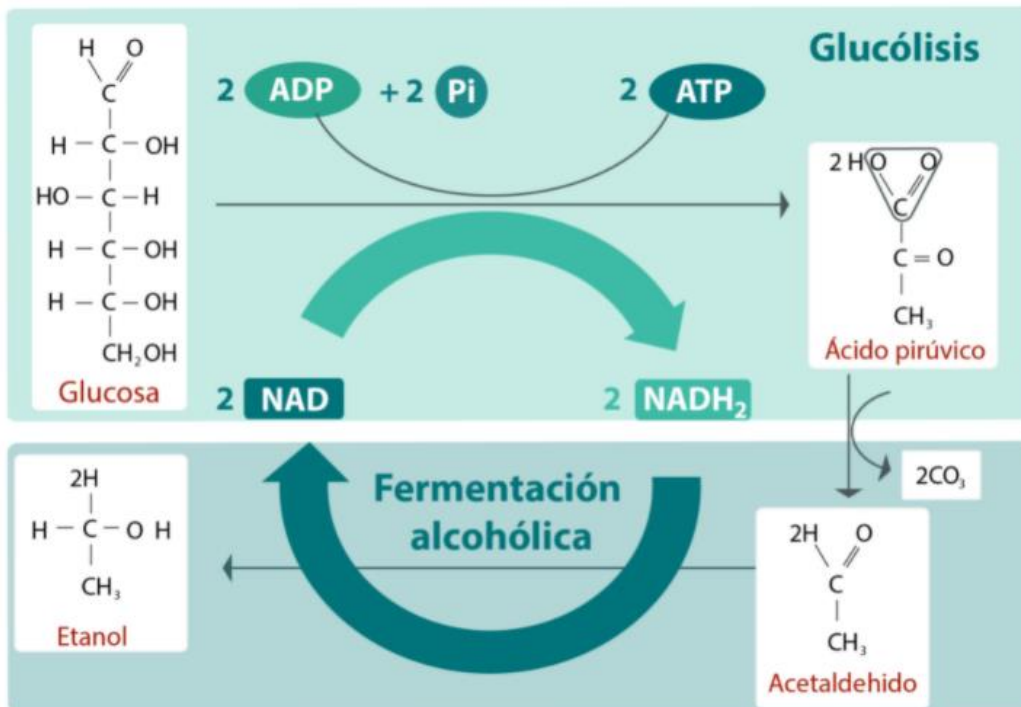 Glucólisis
2 ADP + 2 Pi 2 ATP
H O
C
H – C – OH
HO – C – H
H – C – OH
H – C – OH
CH₂OH
Glucosa
2 HO O
C
C = O
CH₃
Ácido pirúvico
2 NAD 2 NADH₂
2CO₃
Fermentación
alcohólica
2H
H – C – O H
CH₃
Etanol
2H O
C
CH₃
Acetaldehido